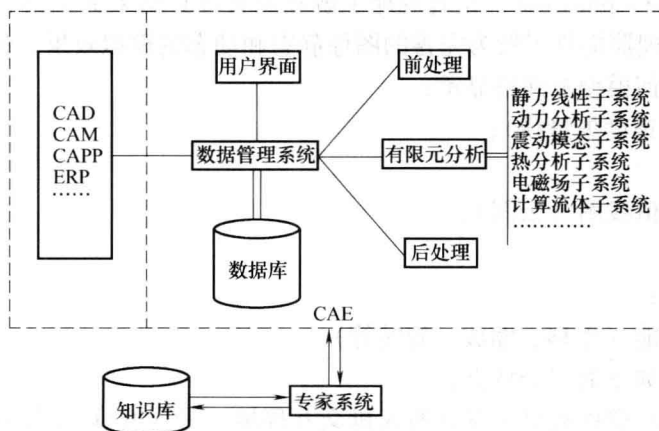 用户界面
前处理
CAD
CAM
CAPP
ERP
……
数据管理系统
有限元分析
静力线性子系统
动力分析子系统
震动模态子系统
热分析子系统
电磁场子系统
计算流体子系统
…………
数据库
后处理
CAE
知识库
专家系统